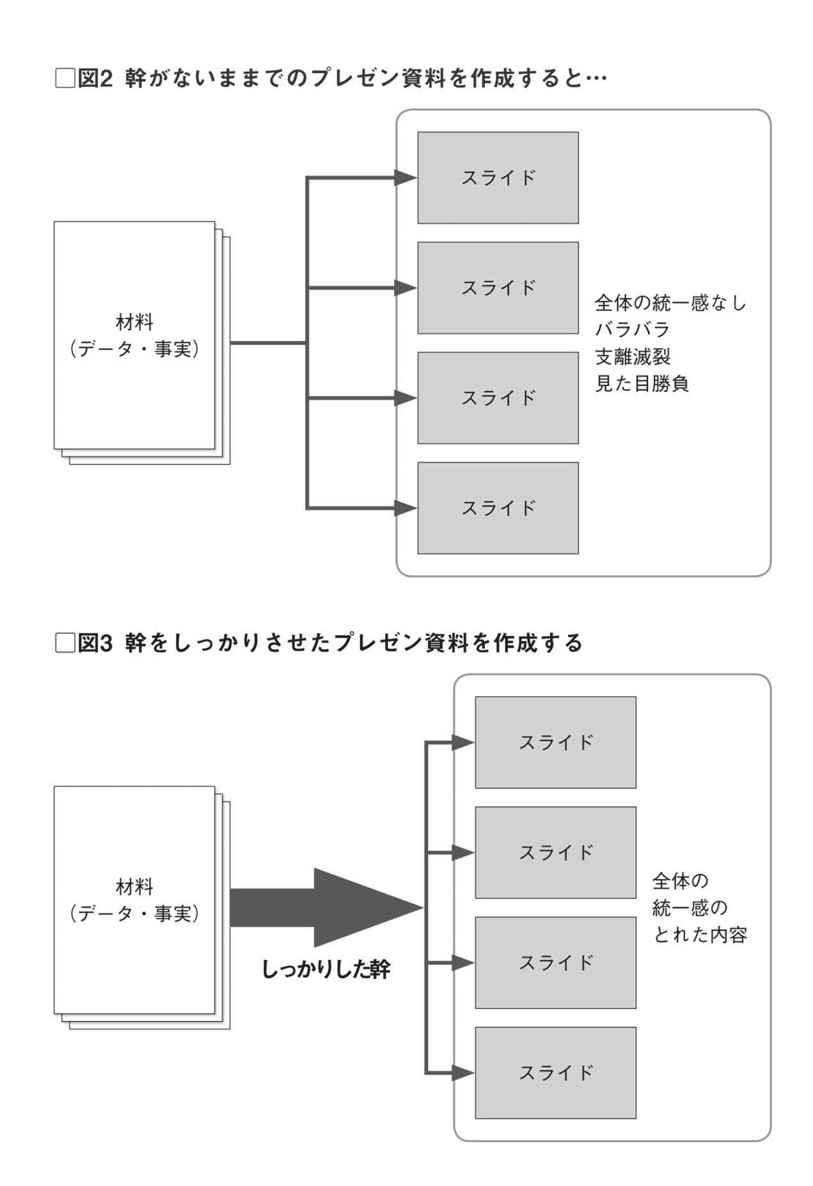 □図2 幹がないままでのプレゼン資料を作成すると…
スライド
スライド
材料
（データ・事実）
全体の統一感なし
バラバラ
支離滅裂
見た目勝負
スライド
スライド
□図3 幹をしっかりさせたプレゼン資料を作成する
スライド
スライド
材料
（データ・事実）
しっかりした幹
全体の
統一感の
とれた内容
スライド
スライド